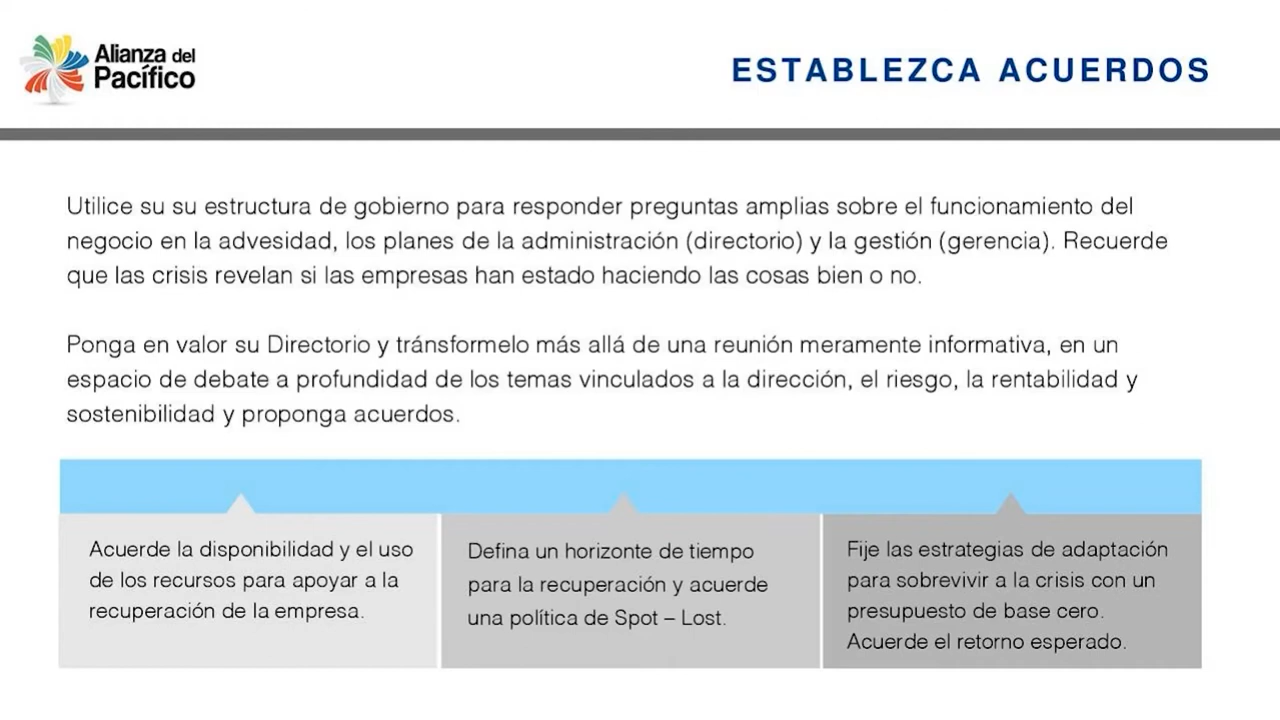 Alianza del
Pacífico
ESTABLEZCA ACUERDOS
Utilice su su estructura de gobierno para responder preguntas amplias sobre el funcionamiento del
negocio en la advesidad, los planes de la administración (directorio) y la gestión (gerencia). Recuerde
que las crisis revelan si las empresas han estado haciendo las cosas bien o no.
Ponga en valor su Directorio y tránsformelo más allá de una reunión meramente informativa, en un
espacio de debate a profundidad de los temas vinculados a la dirección, el riesgo, la rentabilidad y
sostenibilidad y proponga acuerdos.
Acuerde la disponibilidad y el uso
de los recursos para apoyar a la
recuperación de la empresa.
Defina un horizonte de tiempo
para la recuperación y acuerde
una política de Spot – Lost.
Fije las estrategias de adaptación
para sobrevivir a la crisis con un
presupuesto de base cero.
Acuerde el retorno esperado.